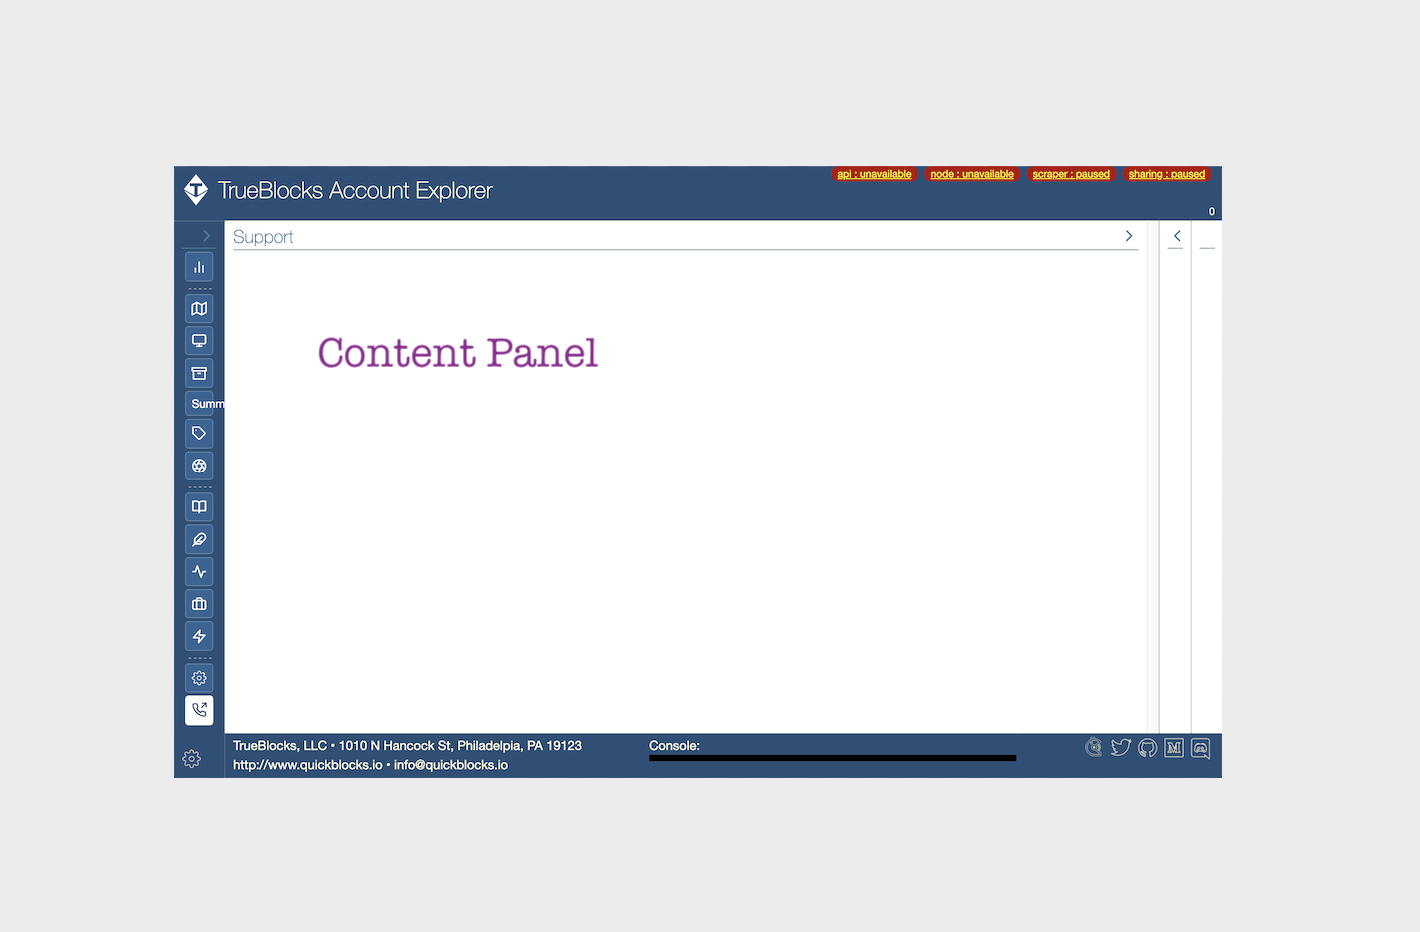 TrueBlocks Account Explorer
api : unavailable node : unavailable scraper : paused sharing : paused
0
Support
Content Panel
Summ
TrueBlocks, LLC • 1010 N Hancock St, Philadelpia, PA 19123
http://www.quickblocks.io • info@quickblocks.io
Console: